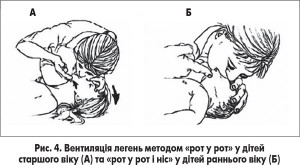 А
Б
Рис. 4. Вентиляція легень методом «рот у рот» у дітей
старшого віку (А) та «рот у рот і ніс» у дітей раннього віку (Б)